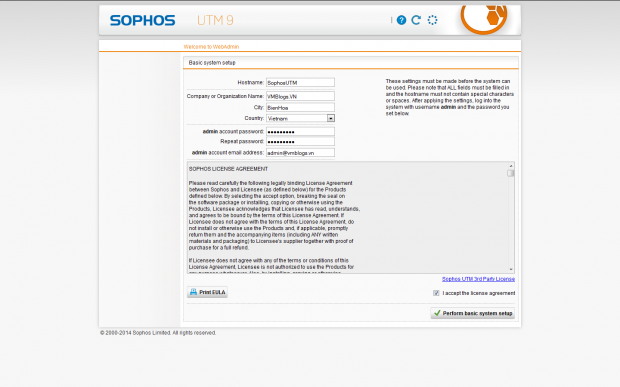 SOPHOS
UTM 9
Welcome to WebAdmin
Basic system setup
Hostname: SophosUTM
Company or Organization Name: VMBlogs.VN
City: BienHoa
Country: Vietnam
admin account password: •••••••••
Repeat password: •••••••••
admin account email address: admin@vmblogs.vn
These settings must be made before the system can
be used. Please note that ALL fields must be filled in
and the hostname must not contain special characters
or spaces. After applying the settings, log into the
system with username admin and the password you
set below.
SOPHOS LICENSE AGREEMENT
Please read carefully the following legally binding License Agreement
between Sophos and Licensee (as defined below) for the Products
defined below. By selecting the accept option, breaking the seal on
the software package or installing, copying or otherwise using the
Products, Licensee acknowledges that Licensee has read, understands,
and agrees to be bound by the terms of this License Agreement. If
Licensee does not agree with the terms of this License Agreement, do
not install or otherwise use the Products and, if applicable, promptly
return them and the accompanying items (including ANY written
materials and packaging) to Licensee's supplier together with proof of
purchase for a full refund.
If Licensee does not agree with any of the terms or conditions of this
License Agreement, Licensee is not authorized to use the Products for
Sophos UTM 3rd Party License
Print EULA
I accept the license agreement
Perform basic system setup
© 2000-2014 Sophos Limited. All rights reserved.